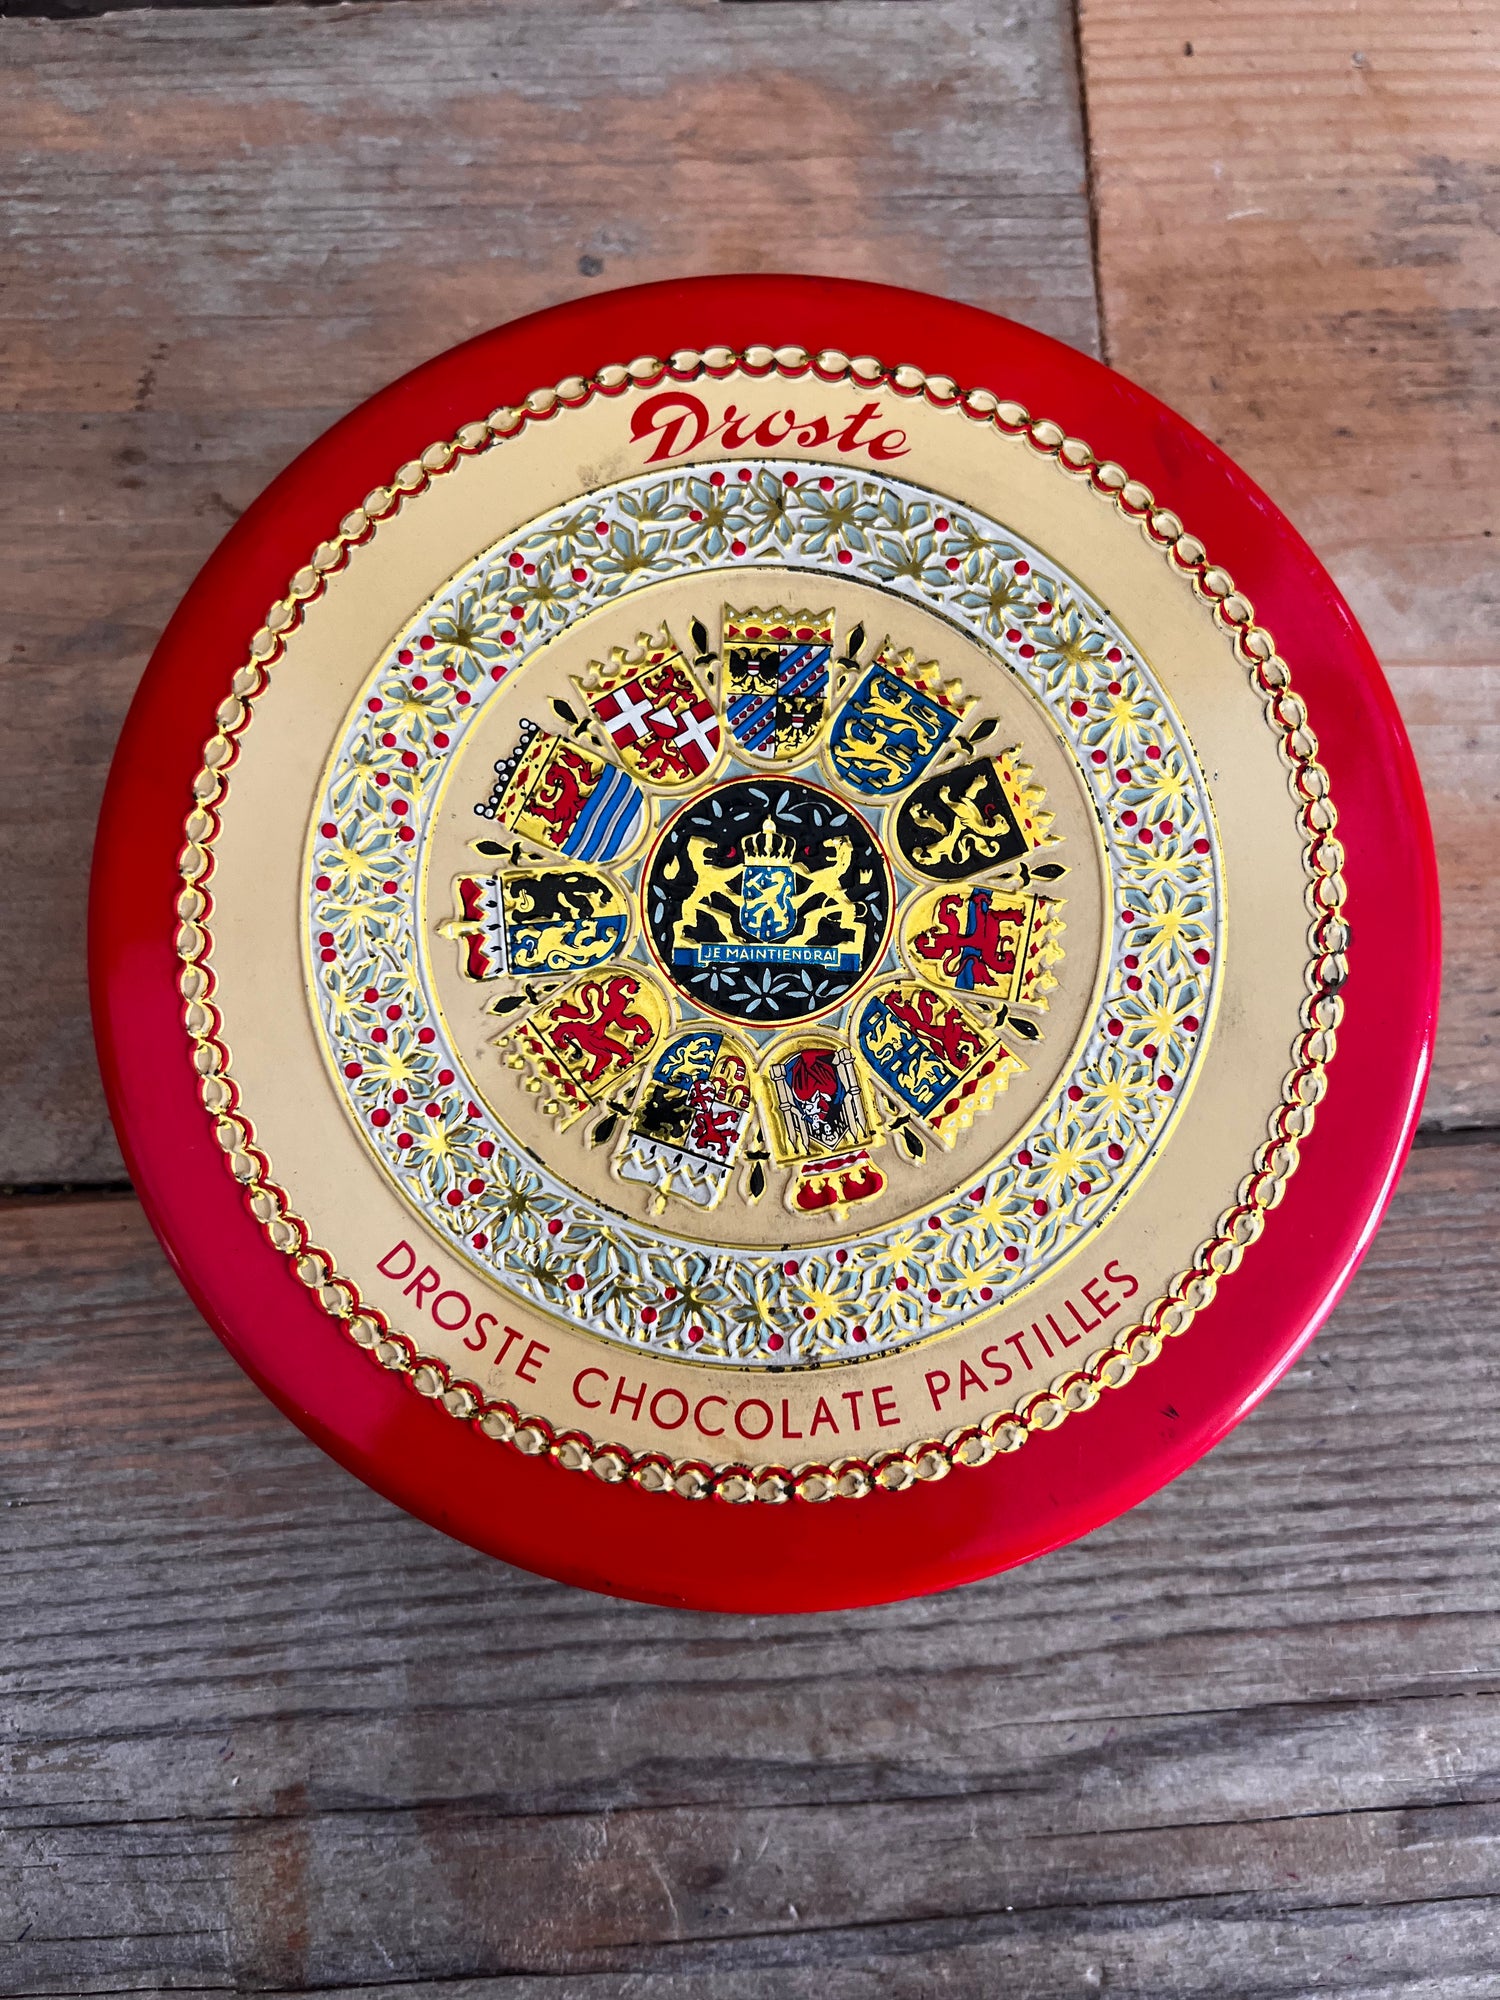 Droste
JE MAINTIENDRAI
DROSTE CHOCOLATE PASTILLES